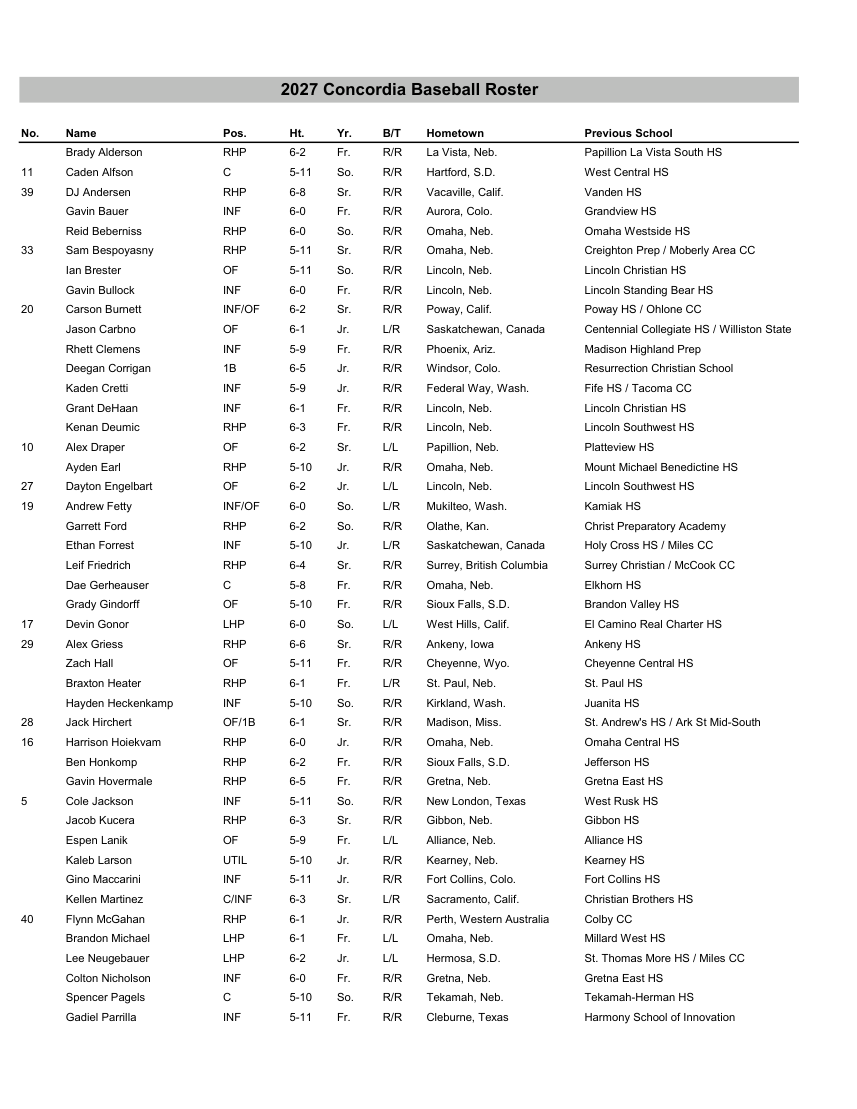 2027 Concordia Baseball Roster
No. Name Pos. Ht. Yr. B/T Hometown Previous School
Brady Alderson RHP 6-2 Fr. R/R La Vista, Neb. Papillion La Vista South HS
11 Caden Alfson C 5-11 So. R/R Hartford, S.D. West Central HS
39 DJ Andersen RHP 6-8 Sr. R/R Vacaville, Calif. Vanden HS
Gavin Bauer INF 6-0 Fr. R/R Aurora, Colo. Grandview HS
Reid Beberniss RHP 6-0 So. R/R Omaha, Neb. Omaha Westside HS
33 Sam Bespoyasny RHP 5-11 Sr. R/R Omaha, Neb. Creighton Prep / Moberly Area CC
Ian Brester OF 5-11 So. R/R Lincoln, Neb. Lincoln Christian HS
Gavin Bullock INF 6-0 Fr. R/R Lincoln, Neb. Lincoln Standing Bear HS
20 Carson Burnett INF/OF 6-2 Sr. R/R Poway, Calif. Poway HS / Ohlone CC
Jason Carbno OF 6-1 Jr. L/R Saskatchewan, Canada Centennial Collegiate HS / Williston State
Rhett Clemens INF 5-9 Fr. R/R Phoenix, Ariz. Madison Highland Prep
Deegan Corrigan 1B 6-5 Jr. R/R Windsor, Colo. Resurrection Christian School
Kaden Cretti INF 5-9 Jr. R/R Federal Way, Wash. Fife HS / Tacoma CC
Grant DeHaan INF 6-1 Fr. R/R Lincoln, Neb. Lincoln Christian HS
Kenan Deumic RHP 6-3 Fr. R/R Lincoln, Neb. Lincoln Southwest HS
10 Alex Draper OF 6-2 Sr. L/L Papillion, Neb. Platteview HS
Ayden Earl RHP 5-10 Jr. R/R Omaha, Neb. Mount Michael Benedictine HS
27 Dayton Engelbart OF 6-2 Jr. L/L Lincoln, Neb. Lincoln Southwest HS
19 Andrew Fetty INF/OF 6-0 So. L/R Mukilteo, Wash. Kamiak HS
Garrett Ford RHP 6-2 So. R/R Olathe, Kan. Christ Preparatory Academy
Ethan Forrest INF 5-10 Jr. L/R Saskatchewan, Canada Holy Cross HS / Miles CC
Leif Friedrich RHP 6-4 Sr. R/R Surrey, British Columbia Surrey Christian / McCook CC
Dae Gerheauser C 5-8 Fr. R/R Omaha, Neb. Elkhorn HS
Grady Gindorff OF 5-10 Fr. R/R Sioux Falls, S.D. Brandon Valley HS
17 Devin Gonor LHP 6-0 So. L/L West Hills, Calif. El Camino Real Charter HS
29 Alex Griess RHP 6-6 Sr. R/R Ankeny, Iowa Ankeny HS
Zach Hall OF 5-11 Fr. R/R Cheyenne, Wyo. Cheyenne Central HS
Braxton Heater RHP 6-1 Fr. L/R St. Paul, Neb. St. Paul HS
Hayden Heckenkamp INF 5-10 So. R/R Kirkland, Wash. Juanita HS
28 Jack Hirchert OF/1B 6-1 Sr. R/R Madison, Miss. St. Andrew's HS / Ark St Mid-South
16 Harrison Hoiekvam RHP 6-0 Jr. R/R Omaha, Neb. Omaha Central HS
Ben Honkomp RHP 6-2 Fr. R/R Sioux Falls, S.D. Jefferson HS
Gavin Hovermale RHP 6-5 Fr. R/R Gretna, Neb. Gretna East HS
5 Cole Jackson INF 5-11 So. R/R New London, Texas West Rusk HS
Jacob Kucera RHP 6-3 Sr. R/R Gibbon, Neb. Gibbon HS
Espen Lanik OF 5-9 Fr. L/L Alliance, Neb. Alliance HS
Kaleb Larson UTIL 5-10 Jr. R/R Kearney, Neb. Kearney HS
Gino Maccarini INF 5-11 Jr. R/R Fort Collins, Colo. Fort Collins HS
Kellen Martinez C/INF 6-3 Sr. L/R Sacramento, Calif. Christian Brothers HS
40 Flynn McGahan RHP 6-1 Jr. R/R Perth, Western Australia Colby CC
Brandon Michael LHP 6-1 Fr. L/L Omaha, Neb. Millard West HS
Lee Neugebauer LHP 6-2 Jr. L/L Hermosa, S.D. St. Thomas More HS / Miles CC
Colton Nicholson INF 6-0 Fr. R/R Gretna, Neb. Gretna East HS
Spencer Pagels C 5-10 So. R/R Tekamah, Neb. Tekamah-Herman HS
Gadiel Parrilla INF 5-11 Fr. R/R Cleburne, Texas Harmony School of Innovation